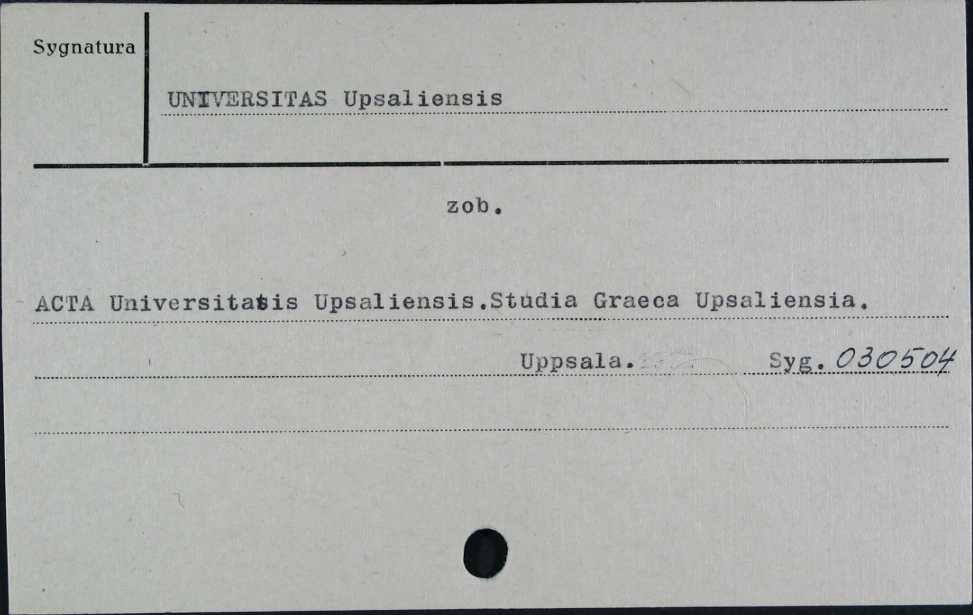 Sygnatura
UNIVERSITAS Upsaliensis
zob.
ACTA Universitatis Upsaliensis.Studia Graeca Upsaliensia.
Uppsala. Syg. 030504